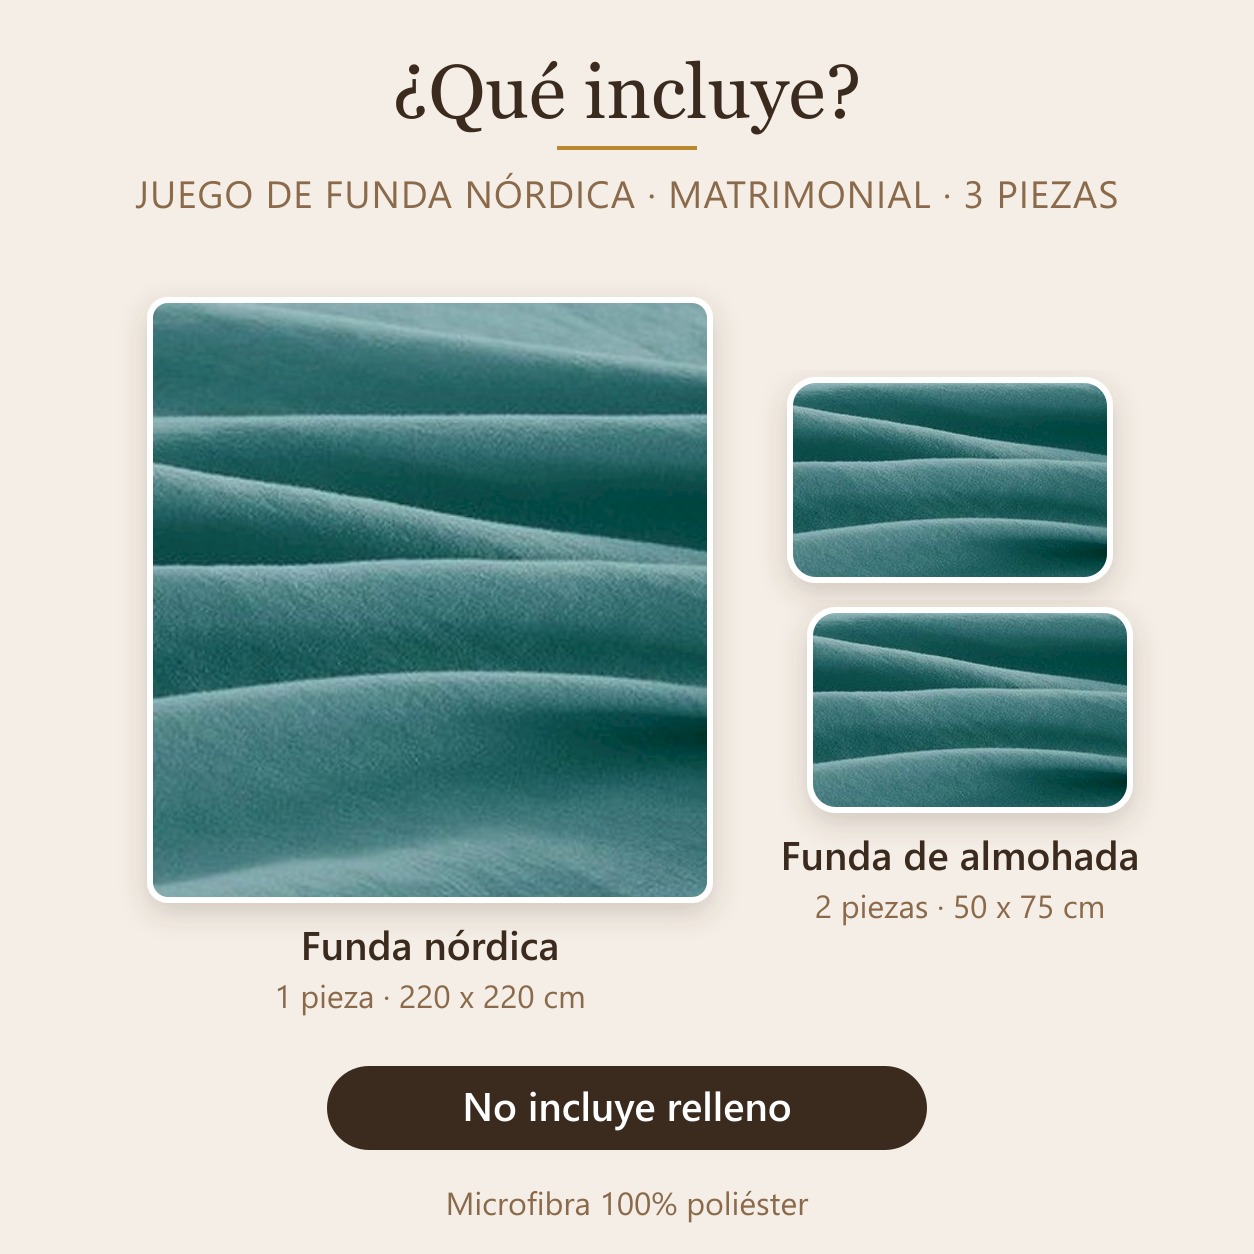 ¿Qué incluye?
JUEGO DE FUNDA NÓRDICA · MATRIMONIAL · 3 PIEZAS
Funda de almohada
2 piezas · 50 x 75 cm
Funda nórdica
1 pieza · 220 x 220 cm
No incluye relleno
Microfibra 100% poliéster